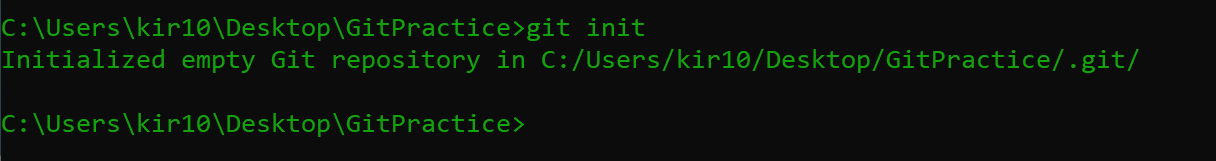 C:\Users\kir10\Desktop\GitPractice>git init
Initialized empty Git repository in C:/Users/kir10/Desktop/GitPractice/.git/
C:\Users\kir10\Desktop\GitPractice>